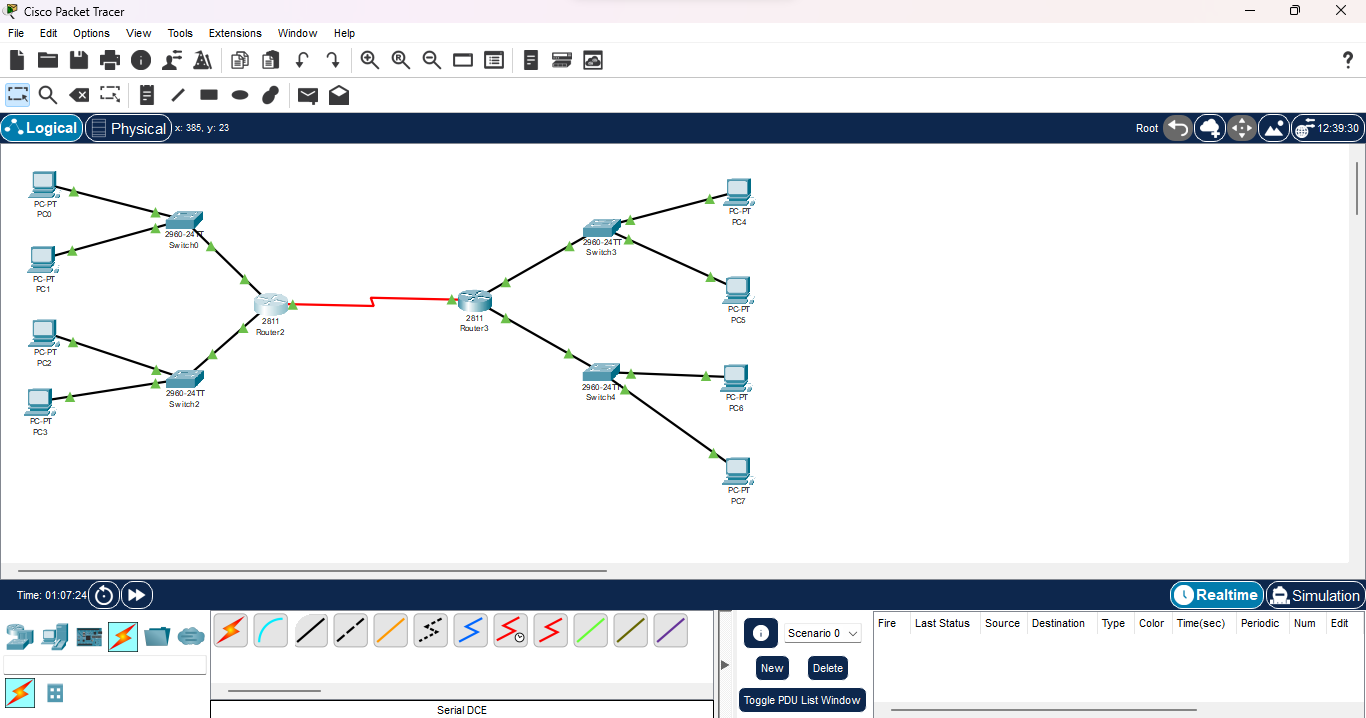 Cisco Packet Tracer
File Edit Options View Tools Extensions Window Help
?
Logical Physical x: 385, y: 23 Root 12:39:30
PC-PT
PC0
PC-PT
PC1
PC-PT
PC2
PC-PT
PC3
2960-24TT
Switch0
2960-24TT
Switch2
2811
Router2
2811
Router3
2960-24TT
Switch3
2960-24TT
Switch4
PC-PT
PC4
PC-PT
PC5
PC-PT
PC6
PC-PT
PC7
Time: 01:07:24 Realtime Simulation
Scenario 0
New Delete
Toggle PDU List Window
Fire Last Status Source Destination Type Color Time(sec) Periodic Num Edit
Serial DCE